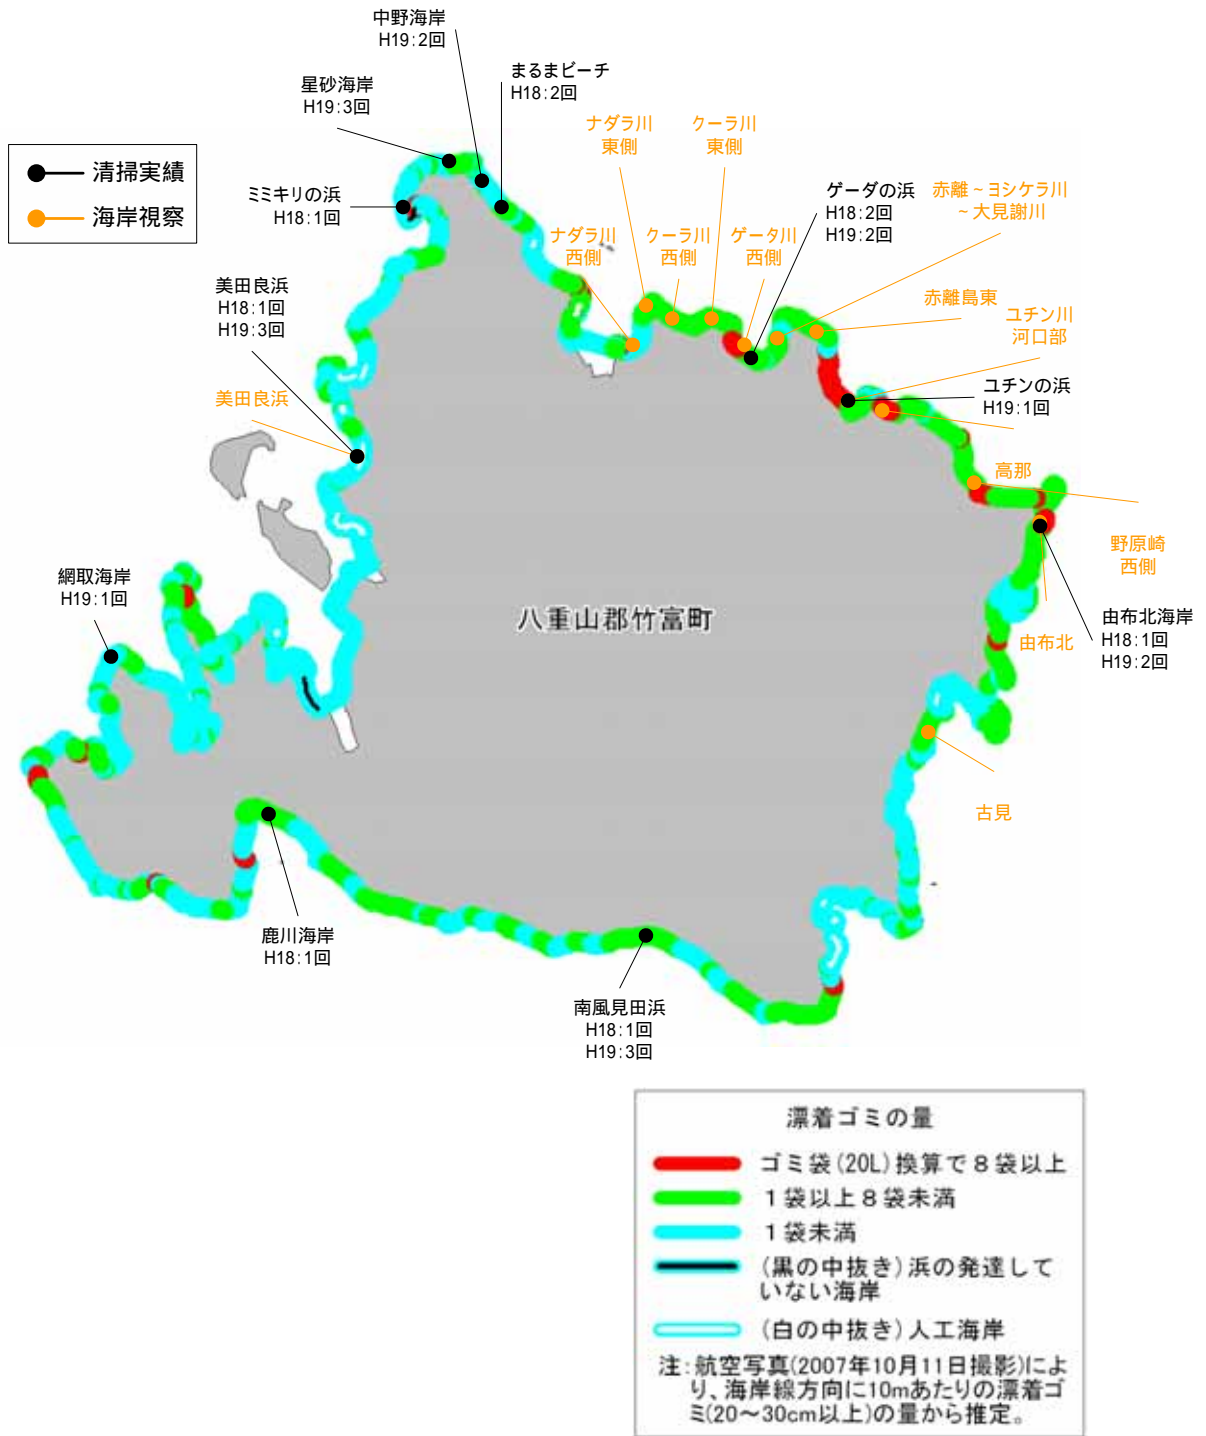 中野海岸
H19:2回
星砂海岸
H19:3回
まるまビーチ
H18:2回
ナダラ川
東側
クーラ川
東側
清掃実績
海岸視察
ミミキリの浜
H18:1回
ゲーダの浜
H18:2回
H19:2回
赤離～ヨシケラ川
～大見謝川
ナダラ川
西側
クーラ川
西側
ゲータ川
西側
美田良浜
H18:1回
H19:3回
赤離島東
ユチン川
河口部
美田良浜
ユチンの浜
H19:1回
高那
野原崎
西側
網取海岸
H19:1回
八重山郡竹富町
由布北海岸
H18:1回
H19:2回
由布北
古見
鹿川海岸
H18:1回
南風見田浜
H18:1回
H19:3回
漂着ゴミの量
ゴミ袋(20L)換算で８袋以上
１袋以上８袋未満
１袋未満
(黒の中抜き)浜の発達して
いない海岸
(白の中抜き)人工海岸
注:航空写真(2007年10月11日撮影)によ
り、海岸線方向に10mあたりの漂着ゴ
ミ(20～30cm以上)の量から推定。